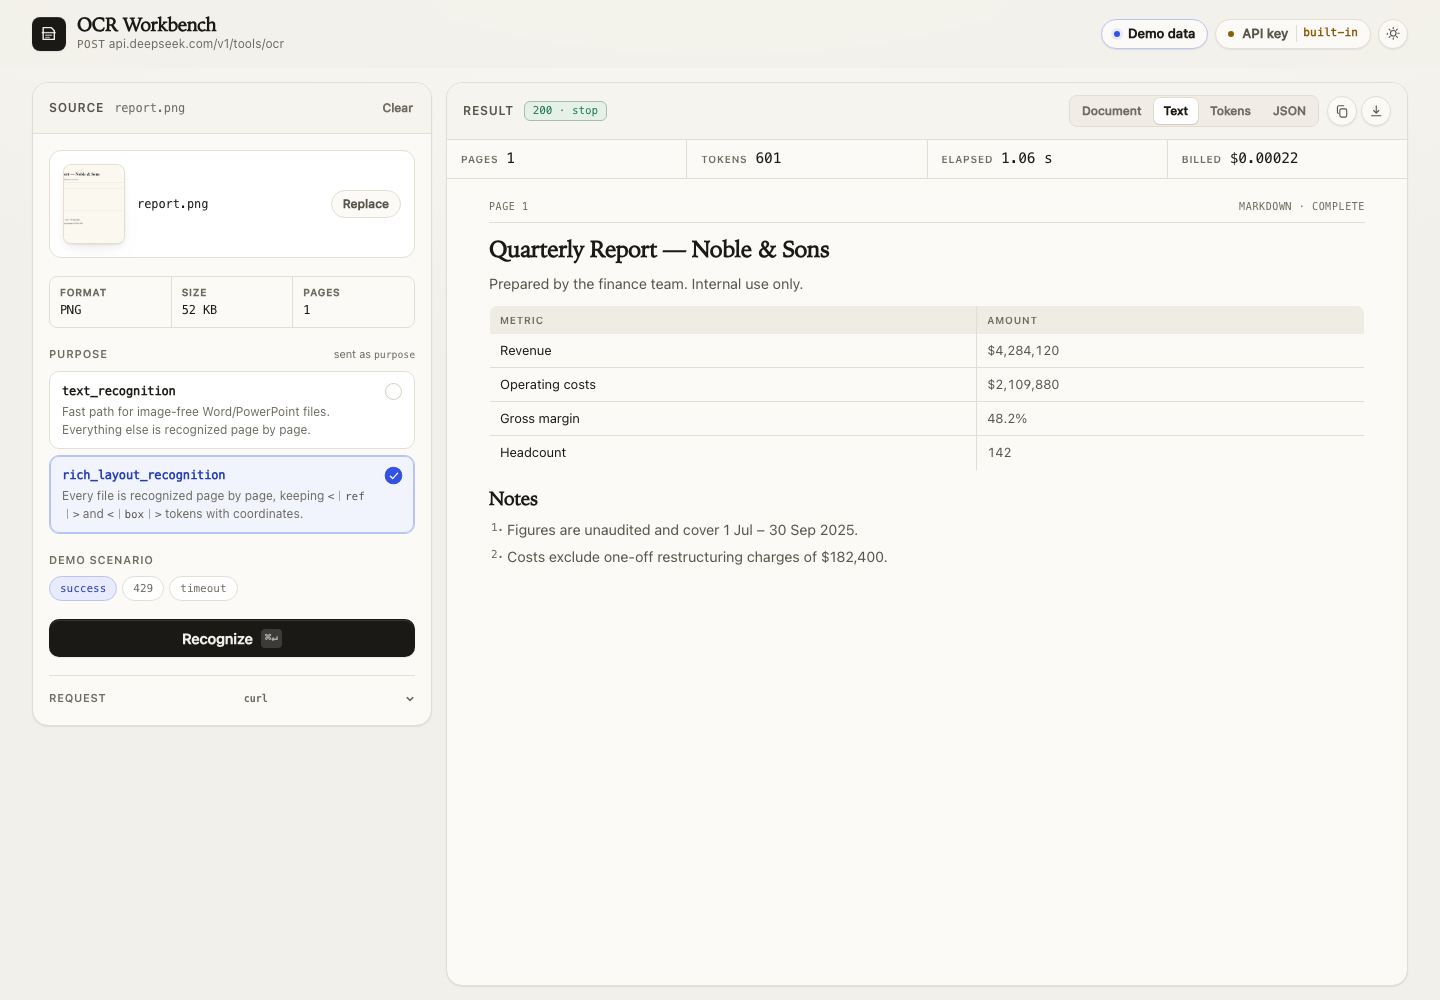 OCR Workbench
POST api.deepseek.com/v1/tools/ocr
Demo data
API key built-in
SOURCE report.png
Clear
report.png
Replace
FORMAT
PNG
SIZE
52 KB
PAGES
1
PURPOSE
sent as purpose
text_recognition
Fast path for image-free Word/PowerPoint files.
Everything else is recognized page by page.
rich_layout_recognition
Every file is recognized page by page, keeping <｜ref
｜> and <｜box｜> tokens with coordinates.
DEMO SCENARIO
success 429 timeout
Recognize ⌘↵
REQUEST curl
RESULT 200 · stop
Document Text Tokens JSON
PAGES 1
TOKENS 601
ELAPSED 1.06 s
BILLED $0.00022
PAGE 1
MARKDOWN · COMPLETE
Quarterly Report — Noble & Sons
Prepared by the finance team. Internal use only.
METRIC AMOUNT
Revenue $4,284,120
Operating costs $2,109,880
Gross margin 48.2%
Headcount 142
Notes
1. Figures are unaudited and cover 1 Jul – 30 Sep 2025.
2. Costs exclude one-off restructuring charges of $182,400.